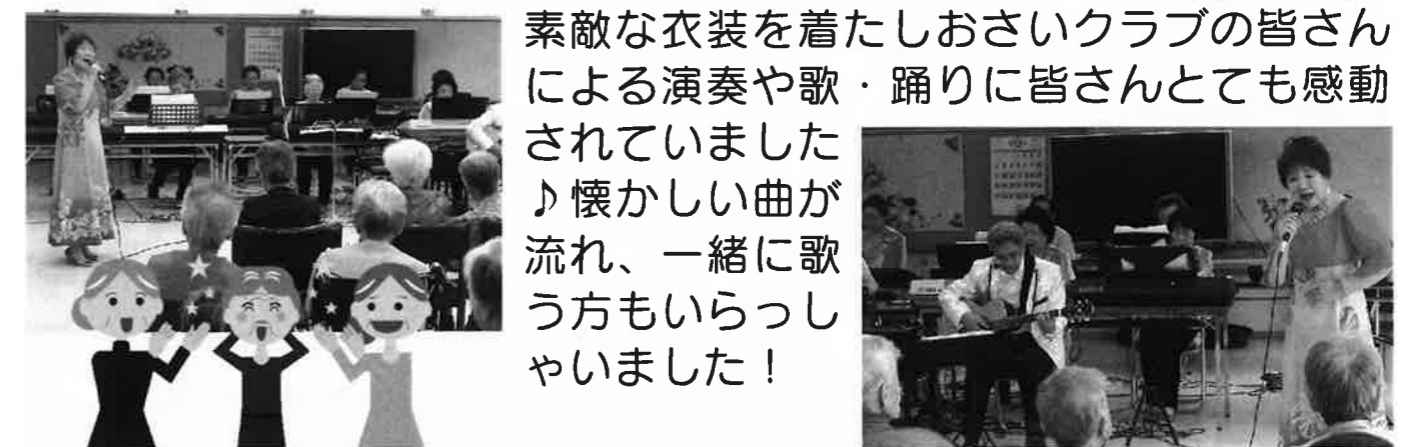 素敵な衣装を着たしおさいクラブの皆さん
による演奏や歌・踊りに皆さんとても感動
されていました
♪懐かしい曲が
流れ、一緒に歌
う方もいらっし
ゃいました！